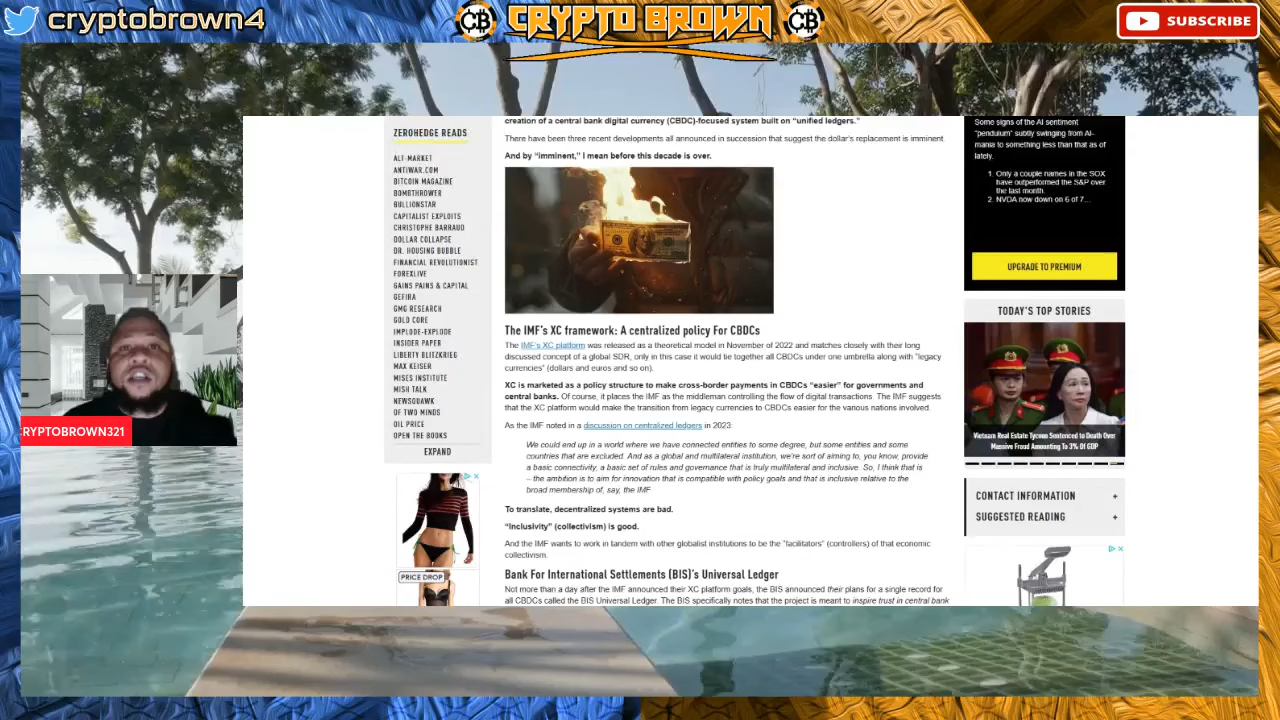 cryptobrown4
CB
CRYPTO BROWN
CB
SUBSCRIBE
ZEROHEDGE READS
ALT-MARKET
ANTIWAR.COM
BITCOIN MAGAZINE
BOMBTHROWER
BULLIONSTAR
CAPITALIST EXPLOITS
CHRISTOPHE BARRAUD
DOLLAR COLLAPSE
DR. HOUSING BUBBLE
FINANCIAL REVOLUTIONIST
FOREXLIVE
GAINS PAINS & CAPITAL
GEFIRA
GMG RESEARCH
GOLD CORE
IMPLODE-EXPLODE
INSIDER PAPER
LIBERTY BLITZKRIEG
MAX KEISER
MISES INSTITUTE
MISH TALK
NEWSQUAWK
OF TWO MINDS
OIL PRICE
OPEN THE BOOKS
EXPAND
PRICE DROP
creation of a central bank digital currency (CBDC)-focused system built on “unified ledgers.”
There have been three recent developments all announced in succession that suggest the dollar's replacement is imminent.
And by “imminent,” I mean before this decade is over.
The IMF's XC framework: A centralized policy For CBDCs
The IMF's XC platform was released as a theoretical model in November of 2022 and matches closely with their long
discussed concept of a global SDR, only in this case it would tie together all CBDCs under one umbrella along with “legacy
currencies” (dollars and euros and so on).
XC is marketed as a policy structure to make cross-border payments in CBDCs “easier” for governments and
central banks. Of course, it places the IMF as the middleman controlling the flow of digital transactions. The IMF suggests
that the XC platform would make the transition from legacy currencies to CBDCs easier for the various nations involved.
As the IMF noted in a discussion on centralized ledgers in 2023:
We could end up in a world where we have connected entities to some degree, but some entities and some
countries that are excluded. And as a global and multilateral institution, we're sort of aiming to, you know, provide
a basic connectivity, a basic set of rules and governance that is truly multilateral and inclusive. So, I think that is
– the ambition is to aim for innovation that is compatible with policy goals and that is inclusive relative to the
broad membership of, say, the IMF
To translate, decentralized systems are bad.
“Inclusivity” (collectivism) is good.
And the IMF wants to work in tandem with other globalist institutions to be the “facilitators” (controllers) of that economic
collectivism.
Bank For International Settlements (BIS)'s Universal Ledger
Not more than a day after the IMF announced their XC platform goals, the BIS announced their plans for a single record for
all CBDCs called the BIS Universal Ledger. The BIS specifically notes that the project is meant to inspire trust in central bank
Some signs of the AI sentiment
"pendulum" subtly swinging from AI-
mania to something less than that as of
lately.
1. Only a couple names in the SOX
have outperformed the S&P over
the last month.
2. NVDA now down on 6 of 7...
UPGRADE TO PREMIUM
TODAY'S TOP STORIES
Vietnam Real Estate Tycoon Sentenced to Death Over
Massive Fraud Amounting To 3% Of GDP
CONTACT INFORMATION +
SUGGESTED READING +
CRYPTOBROWN321